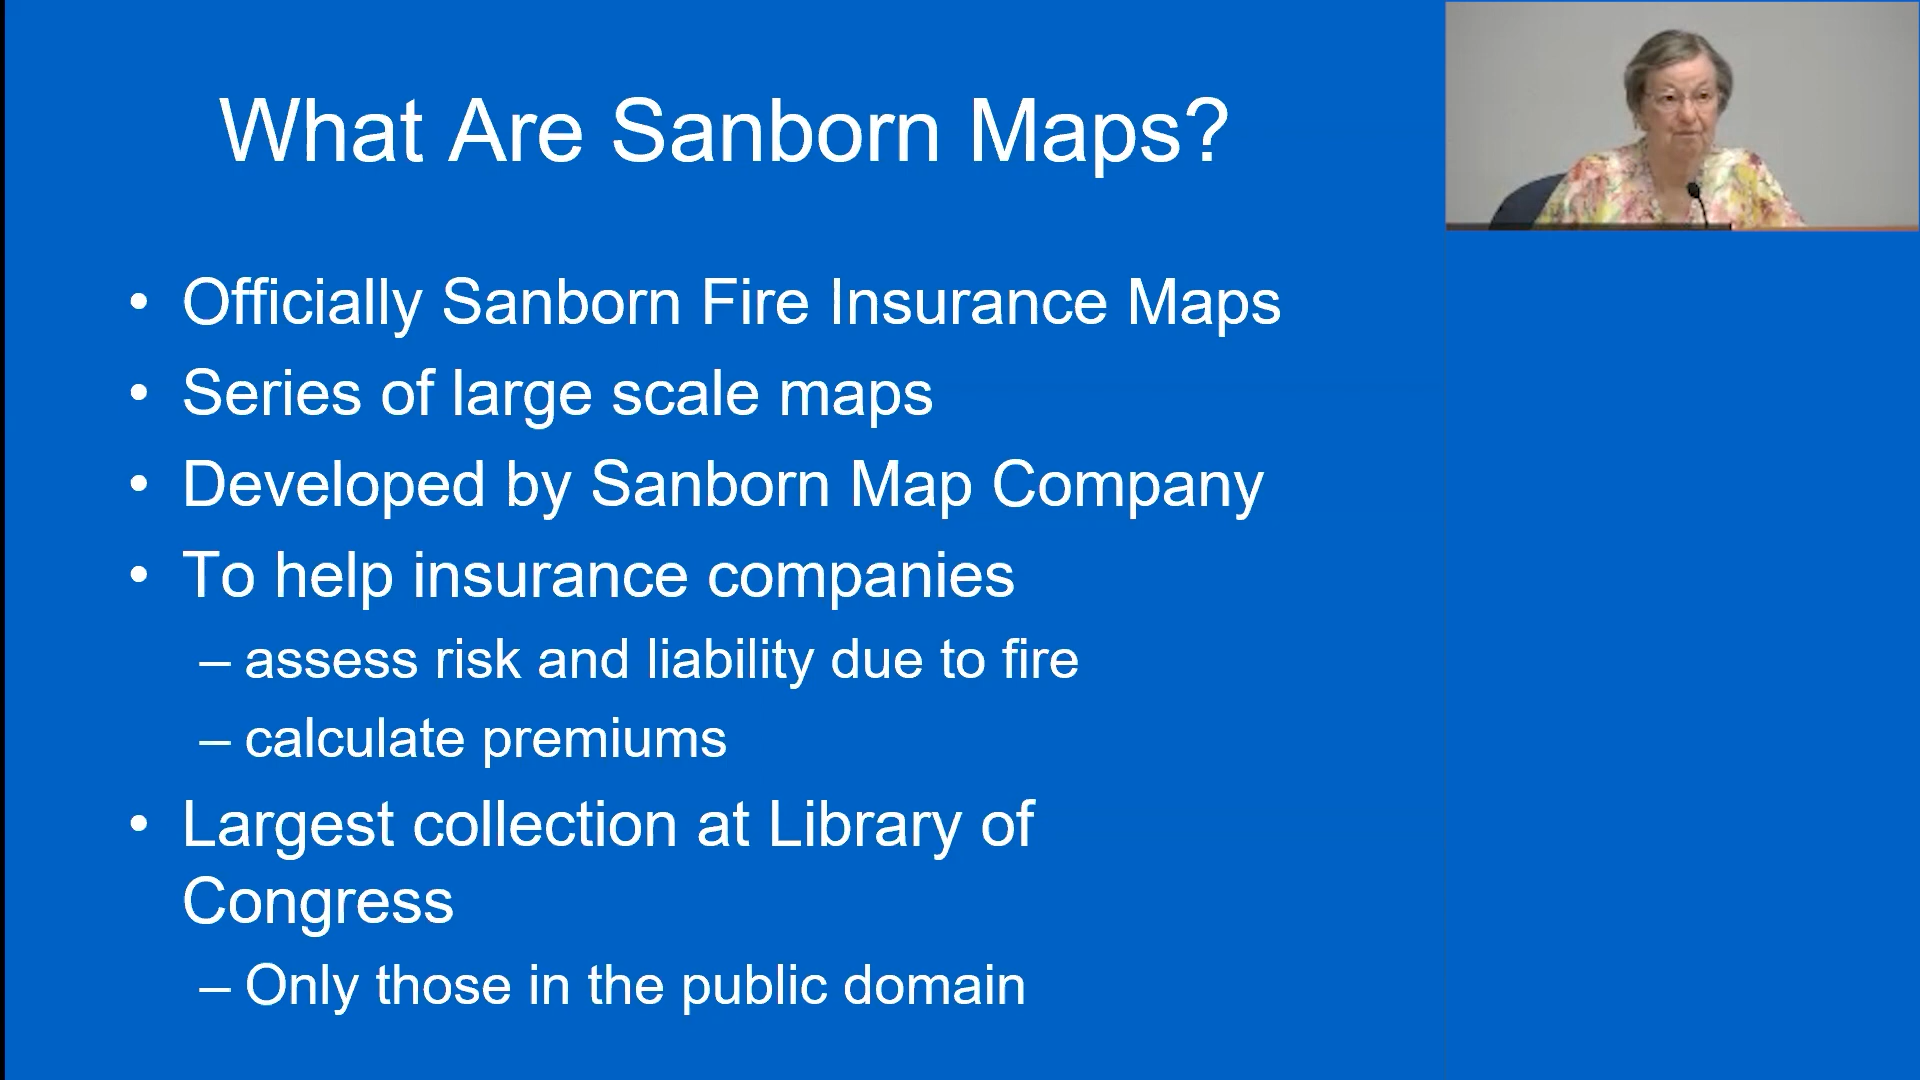 What Are Sanborn Maps?
• Officially Sanborn Fire Insurance Maps
• Series of large scale maps
• Developed by Sanborn Map Company
• To help insurance companies
– assess risk and liability due to fire
– calculate premiums
• Largest collection at Library of
Congress
– Only those in the public domain